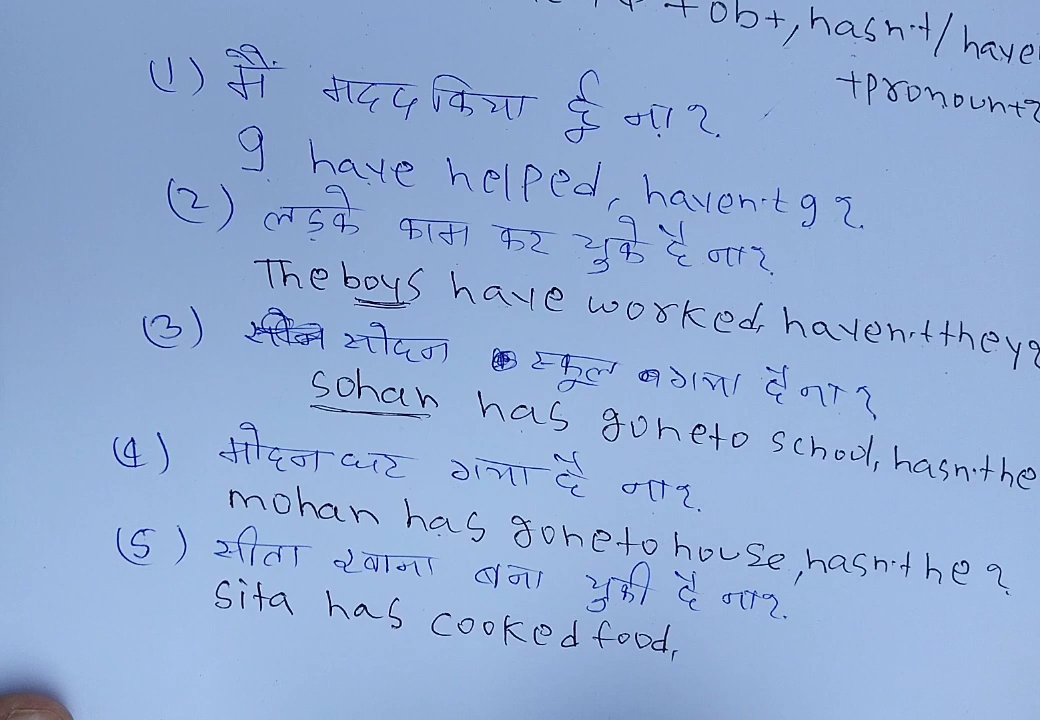 + ob+, hasn't/ have
+pronoun+?
(1) मैं मदद किया हूँ ना?
I have helped, haven't I?
(2) लड़के काम कर चुके है ना?
The boys have worked, haven't they?
(3) सोहन स्कूल गया है ना?
sohan has gone to school, hasn't he
(4) मोहन घर गया है ना?
mohan has gone to house, hasn't he?
(5) सीता खाना बना चुकी है ना?
sita has cooked food,